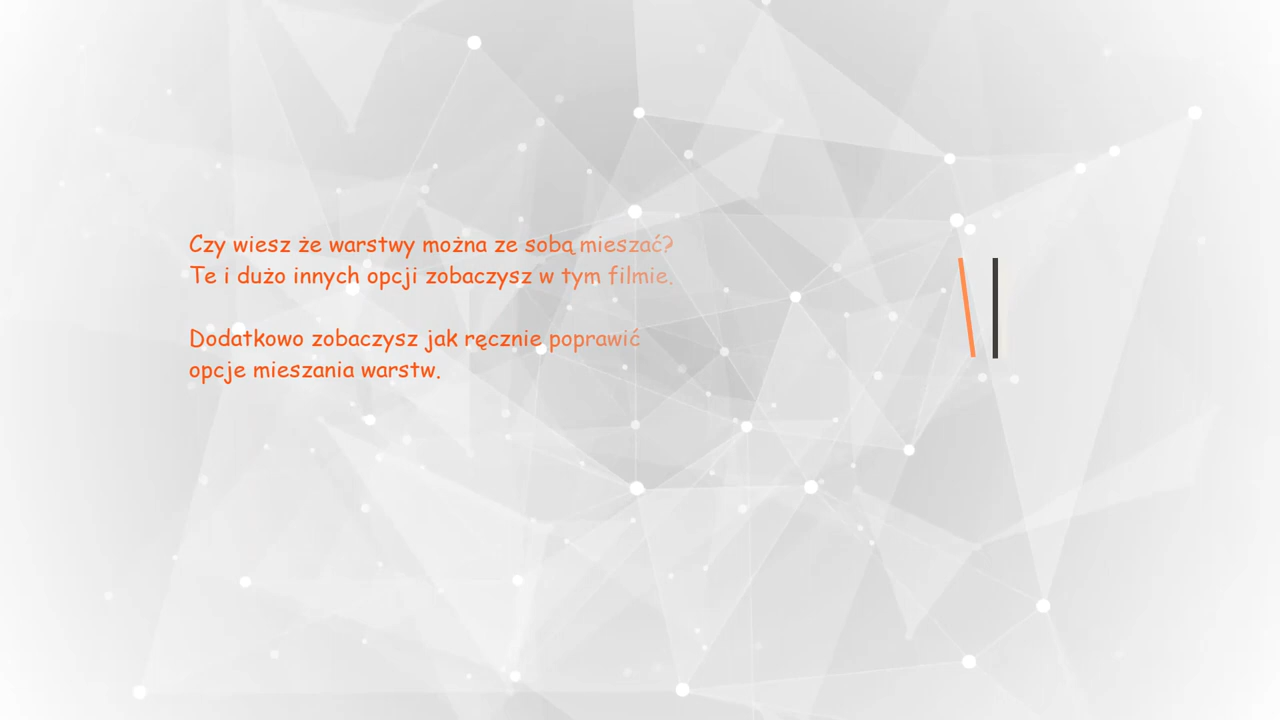 Czy wiesz że warstwy można ze sobą mieszać?
Te i dużo innych opcji zobaczysz w tym filmie.
Dodatkowo zobaczysz jak ręcznie poprawić
opcje mieszania warstw.